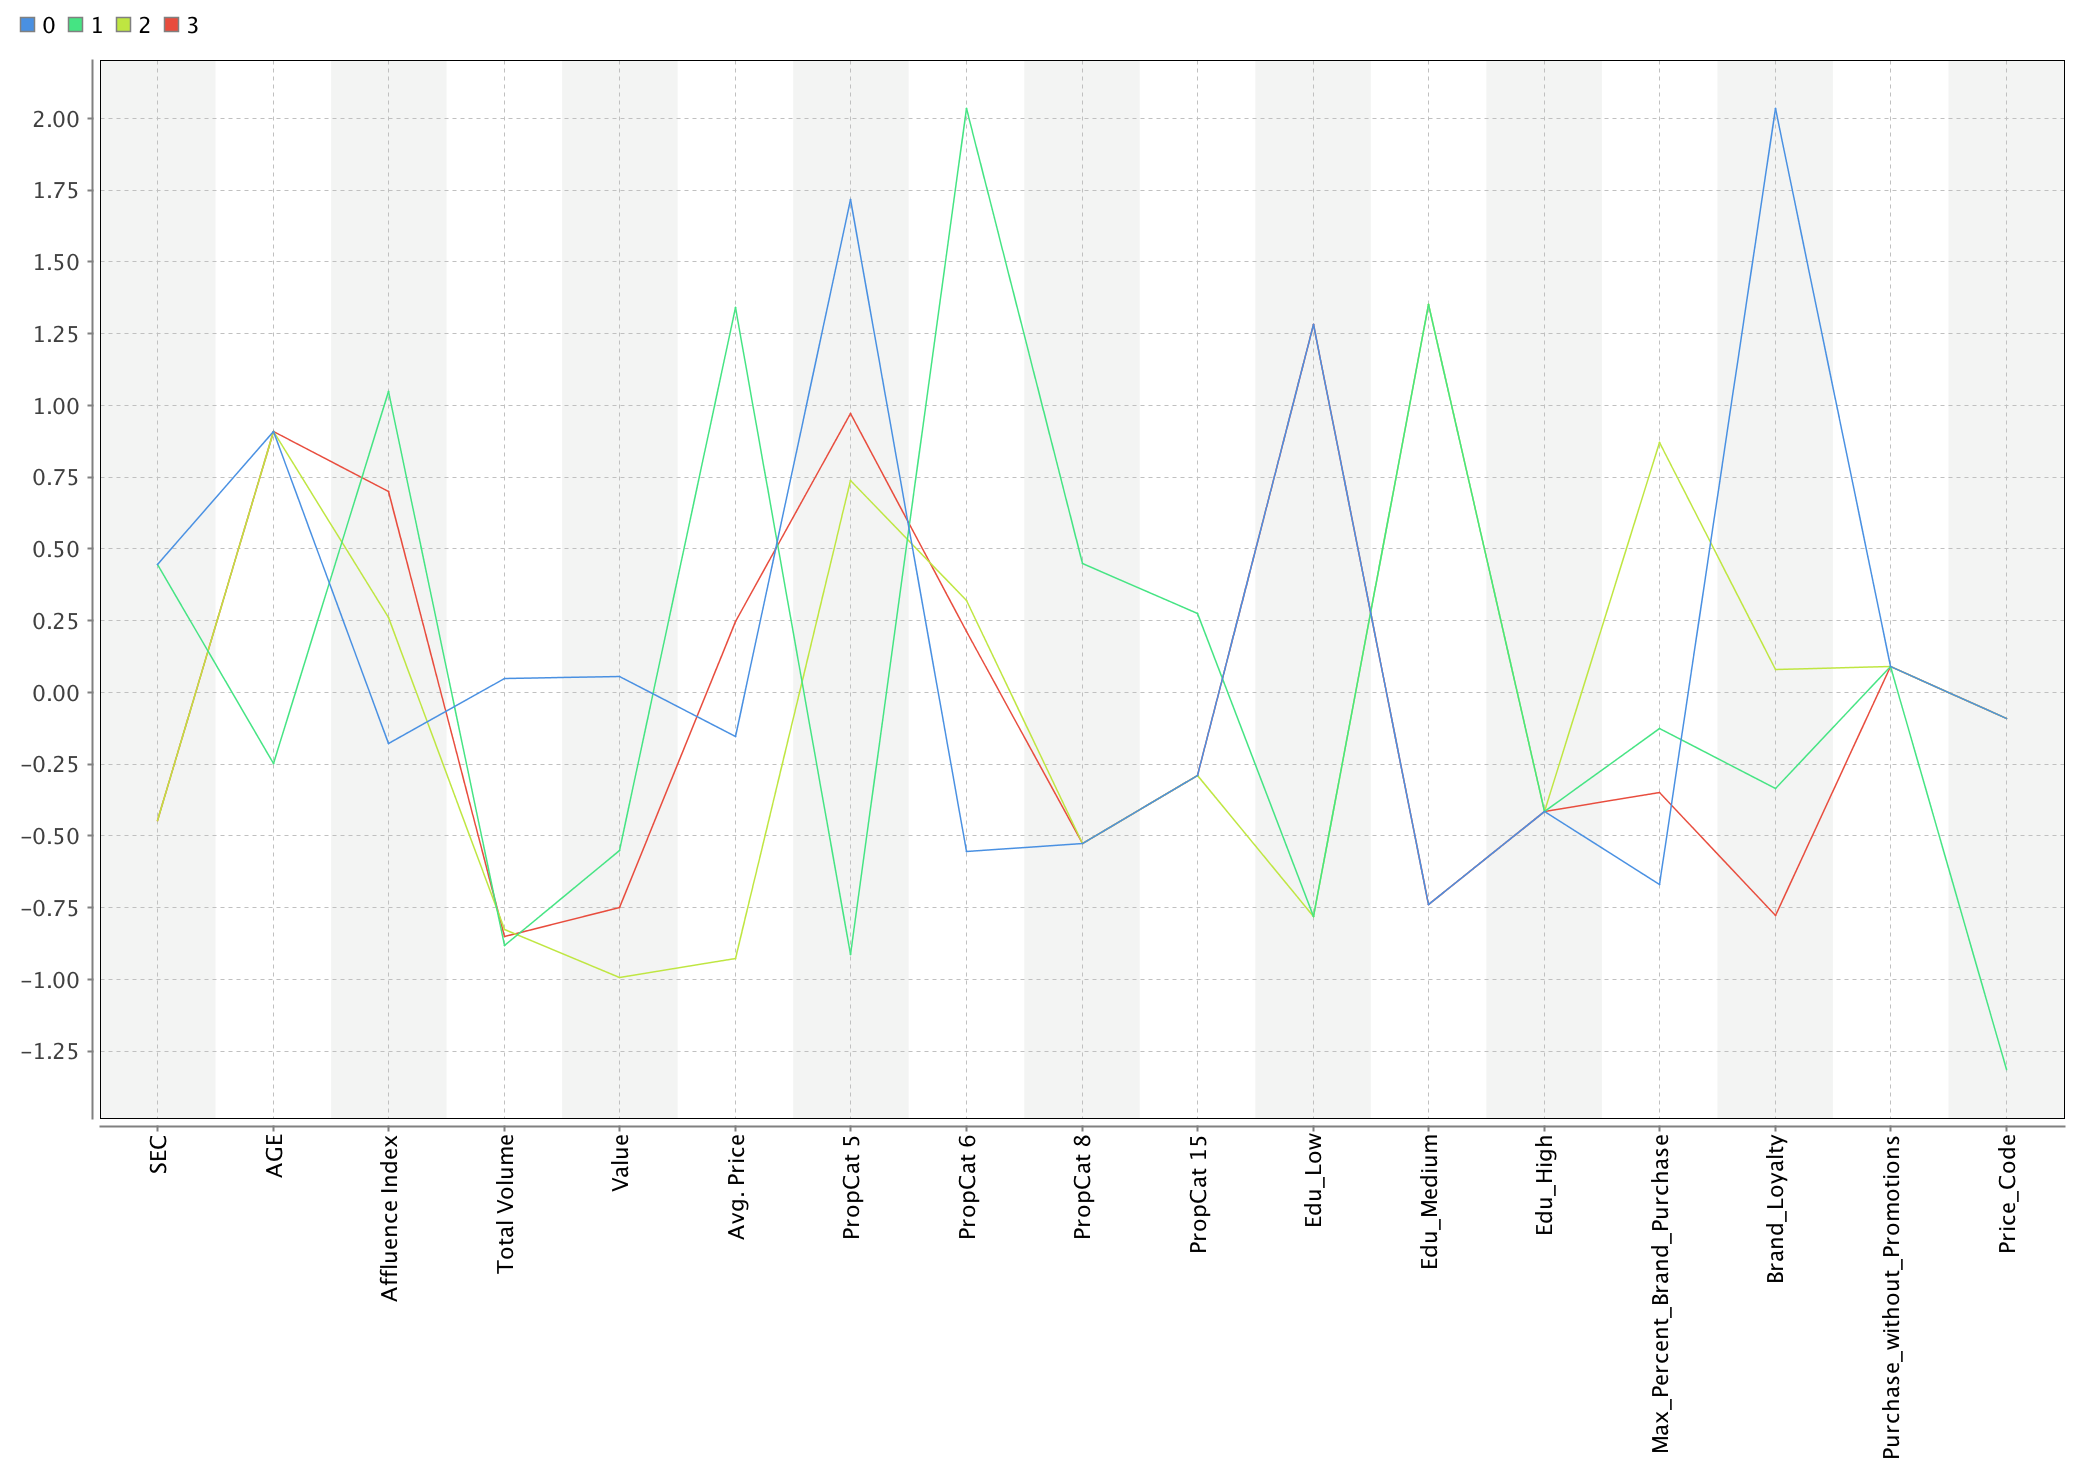 0 1 2 3
2.00
1.75
1.50
1.25
1.00
0.75
0.50
0.25
0.00
−0.25
−0.50
−0.75
−1.00
−1.25
SEC
AGE
Affluence Index
Total Volume
Value
Avg. Price
PropCat 5
PropCat 6
PropCat 8
PropCat 15
Edu_Low
Edu_Medium
Edu_High
Max_Percent_Brand_Purchase
Brand_Loyalty
Purchase_without_Promotions
Price_Code